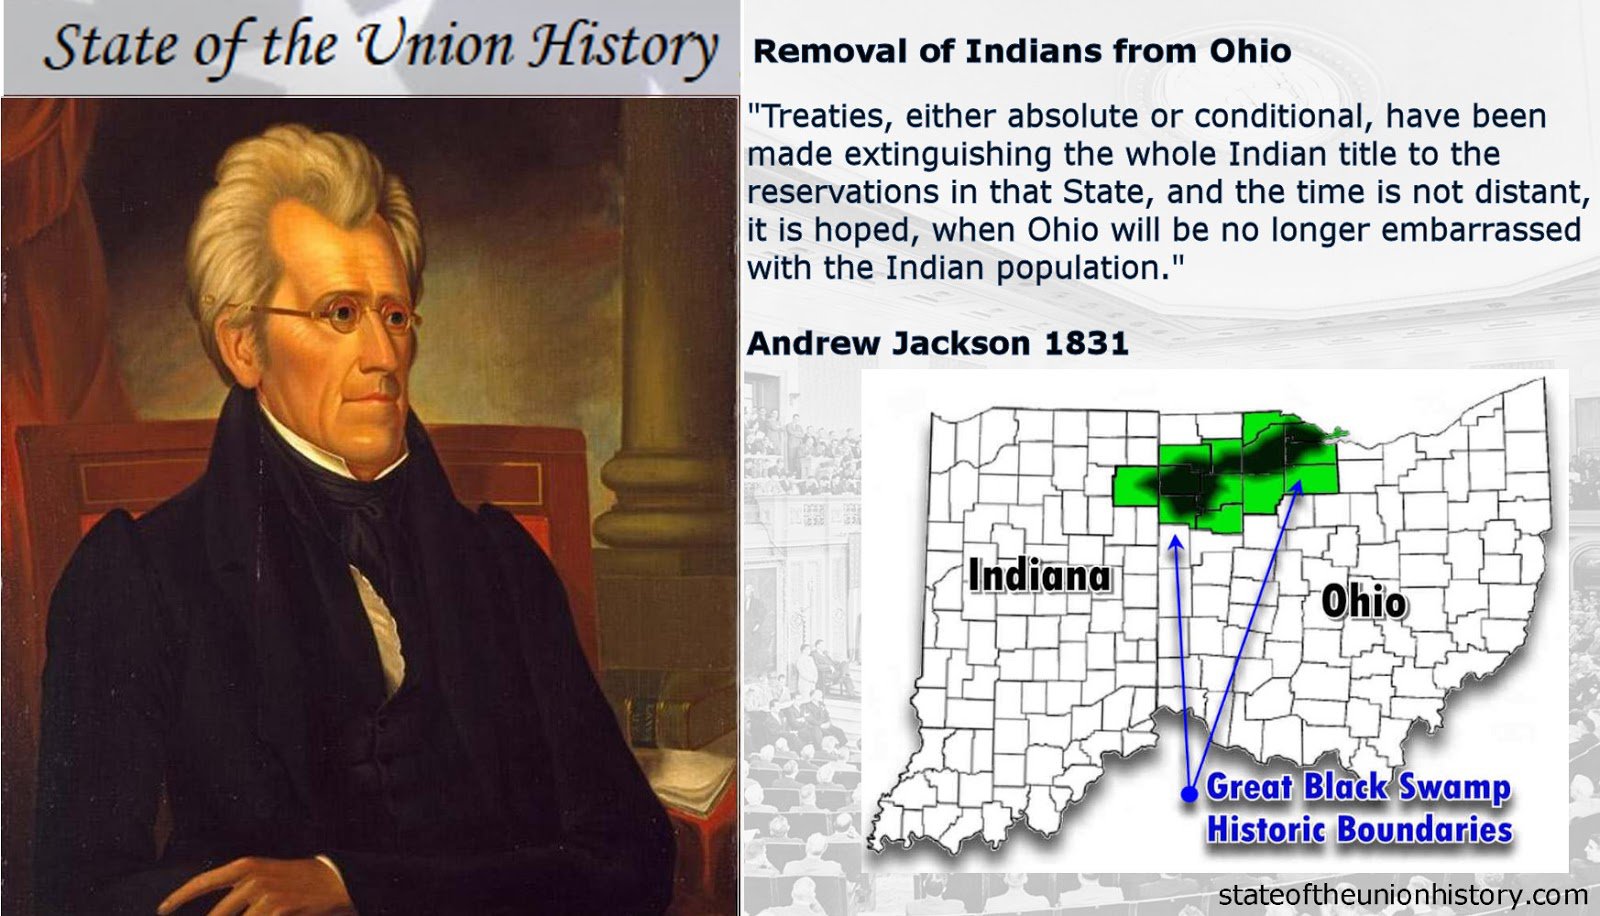 State of the Union History
Removal of Indians from Ohio
"Treaties, either absolute or conditional, have been
made extinguishing the whole Indian title to the
reservations in that State, and the time is not distant,
it is hoped, when Ohio will be no longer embarrassed
with the Indian population."
Andrew Jackson 1831
Indiana
Ohio
Great Black Swamp
Historic Boundaries
stateoftheunionhistory.com